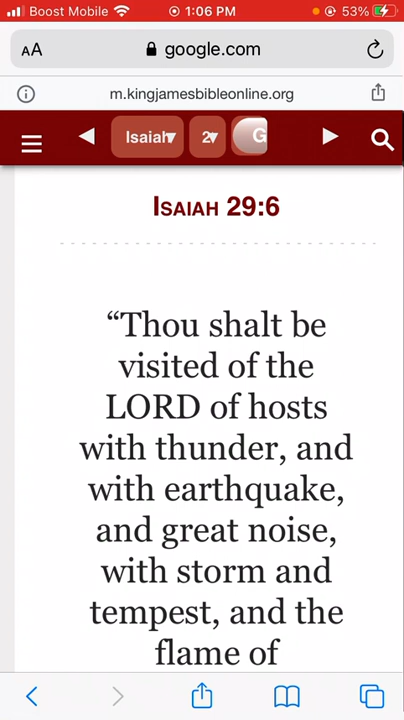 Boost Mobile 1:06 PM 53%
AA google.com
m.kingjamesbibleonline.org
Isaiah 2 G
ISAIAH 29:6
“Thou shalt be
visited of the
LORD of hosts
with thunder, and
with earthquake,
and great noise,
with storm and
tempest, and the
flame of